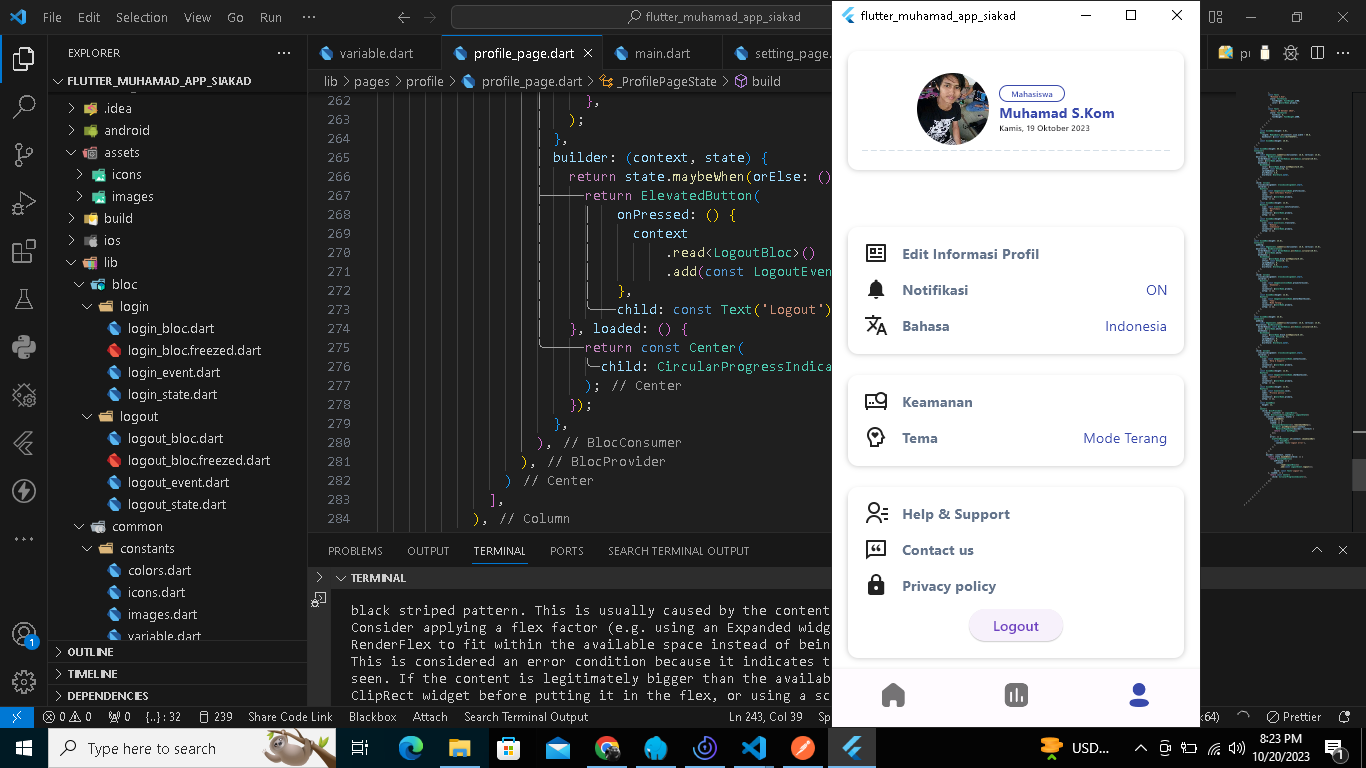 File Edit Selection View Go Run ···
flutter_muhamad_app_siakad
flutter_muhamad_app_siakad
EXPLORER
variable.dart
profile_page.dart
main.dart
setting_page.
FLUTTER_MUHAMAD_APP_SIAKAD
lib > pages > profile > profile_page.dart > _ProfilePageState > build
.idea
android
assets
icons
images
build
ios
lib
bloc
login
login_bloc.dart
login_bloc.freezed.dart
login_event.dart
login_state.dart
logout
logout_bloc.dart
logout_bloc.freezed.dart
logout_event.dart
logout_state.dart
common
constants
colors.dart
icons.dart
images.dart
variable.dart
OUTLINE
TIMELINE
DEPENDENCIES
262 },
263 );
264 },
265 builder: (context, state) {
266 return state.maybeWhen(orElse: ()
267 return ElevatedButton(
268 onPressed: () {
269 context
270 .read<LogoutBloc>()
271 .add(const LogoutEven
272 },
273 child: const Text('Logout')
274 }, loaded: () {
275 return const Center(
276 child: CircularProgressIndica
277 ); // Center
278 });
279 },
280 ), // BlocConsumer
281 ), // BlocProvider
282 ) // Center
283 ],
284 ), // Column
PROBLEMS OUTPUT TERMINAL PORTS SEARCH TERMINAL OUTPUT
TERMINAL
black striped pattern. This is usually caused by the content
Consider applying a flex factor (e.g. using an Expanded widg
RenderFlex to fit within the available space instead of bein
This is considered an error condition because it indicates t
seen. If the content is legitimately bigger than the availab
ClipRect widget before putting it in the flex, or using a sc
Mahasiswa
Muhamad S.Kom
Kamis, 19 Oktober 2023
Edit Informasi Profil
Notifikasi ON
Bahasa Indonesia
Keamanan
Tema Mode Terang
Help & Support
Contact us
Privacy policy
Logout
1
0 0 0 {..} : 32 239 Share Code Link Blackbox Attach Search Terminal Output Ln 243, Col 39 Sp
x64) Prettier
Type here to search
USD...
8:23 PM
10/20/2023
1